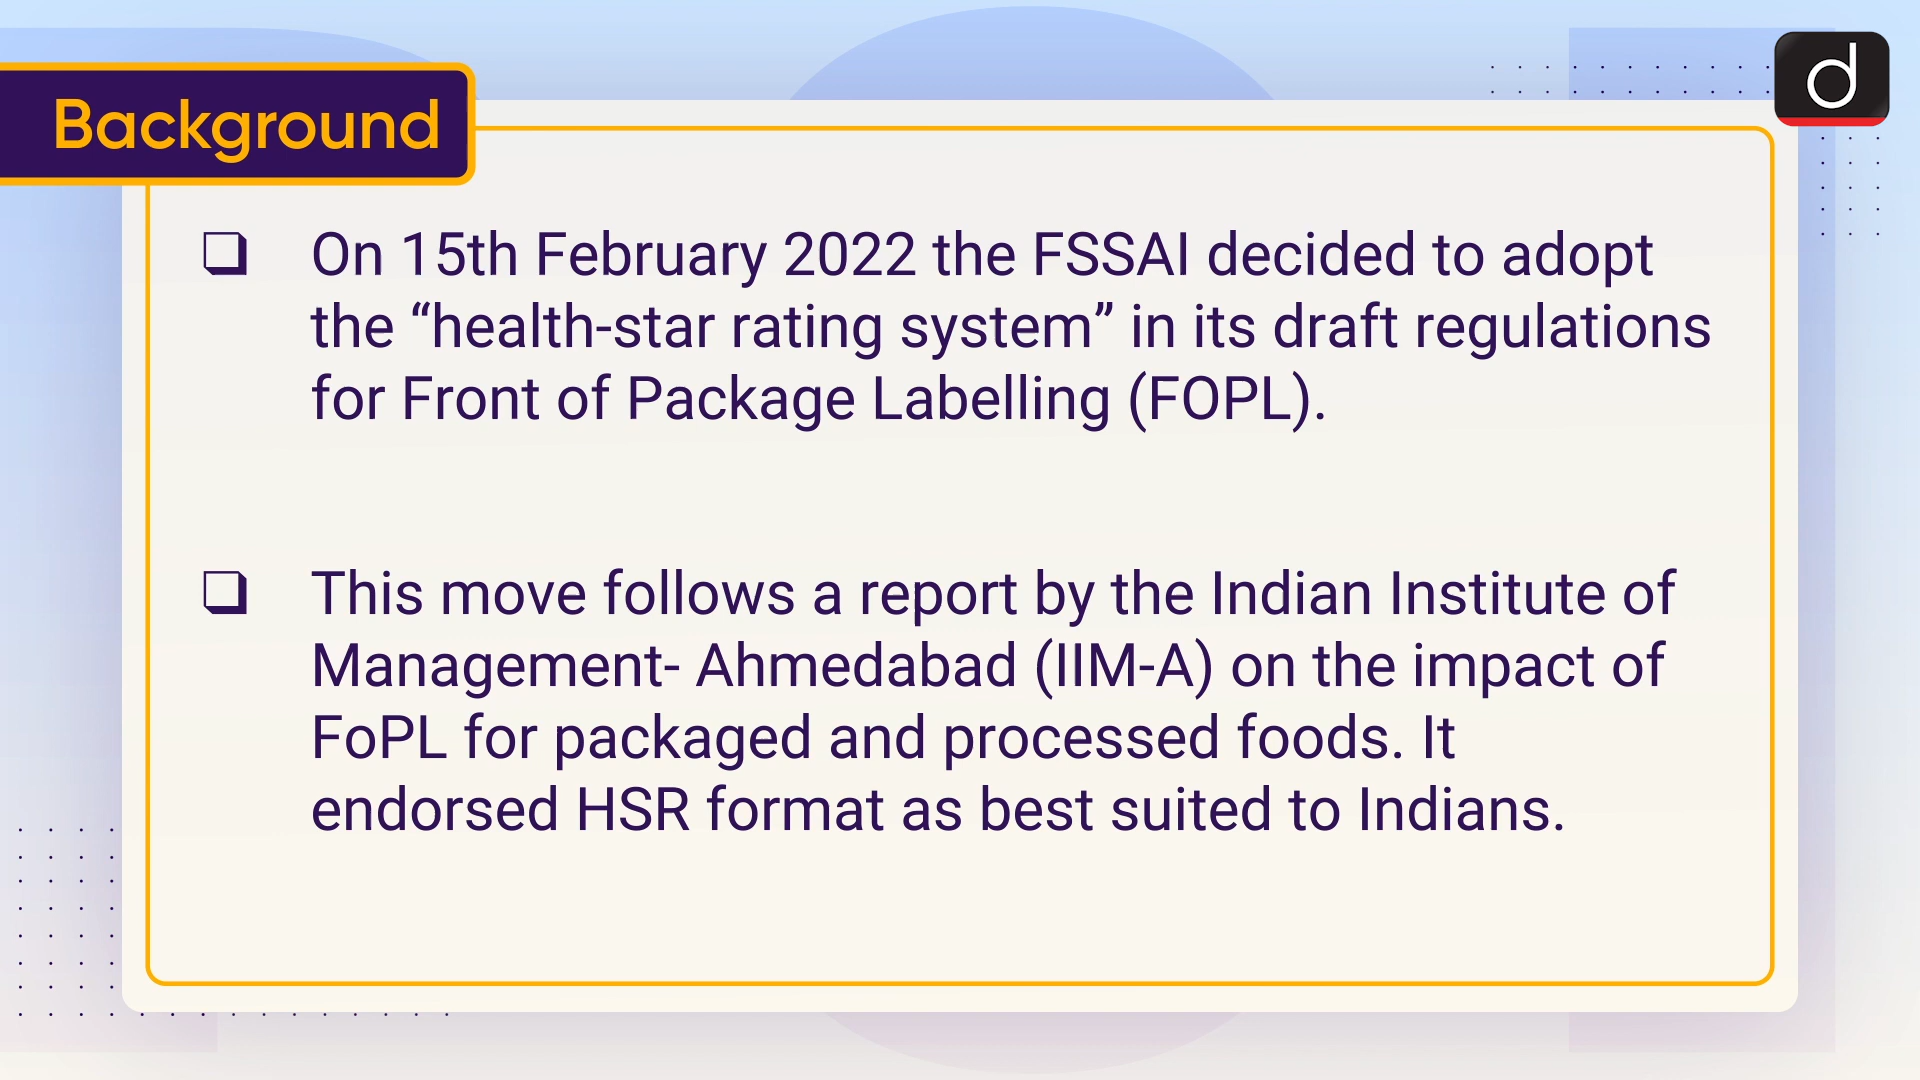 Background
❑ On 15th February 2022 the FSSAI decided to adopt
the “health-star rating system” in its draft regulations
for Front of Package Labelling (FOPL).
❑ This move follows a report by the Indian Institute of
Management- Ahmedabad (IIM-A) on the impact of
FoPL for packaged and processed foods. It
endorsed HSR format as best suited to Indians.
d